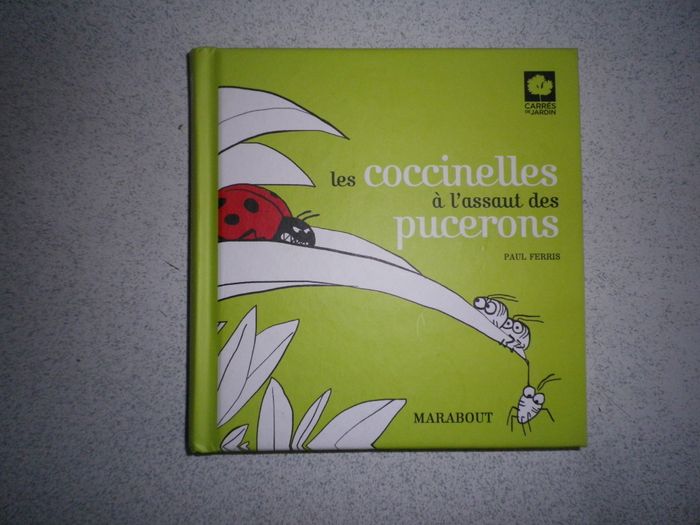 CARRÉS
DE JARDIN
les coccinelles
à l'assaut des
pucerons
PAUL FERRIS
MARABOUT